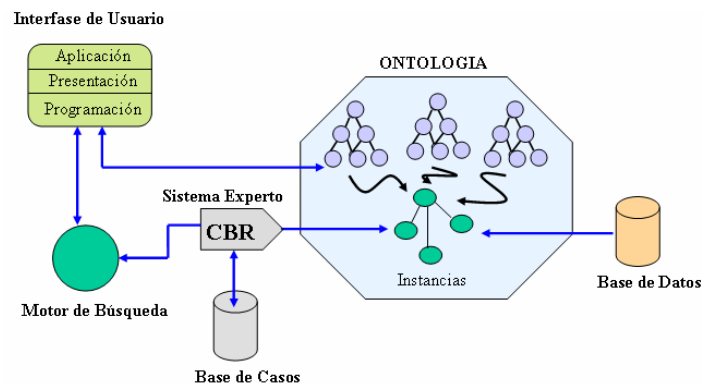 Interfase de Usuario
Aplicación
Presentación
Programación
ONTOLOGIA
Sistema Experto
CBR
Instancias
Motor de Búsqueda
Base de Datos
Base de Casos